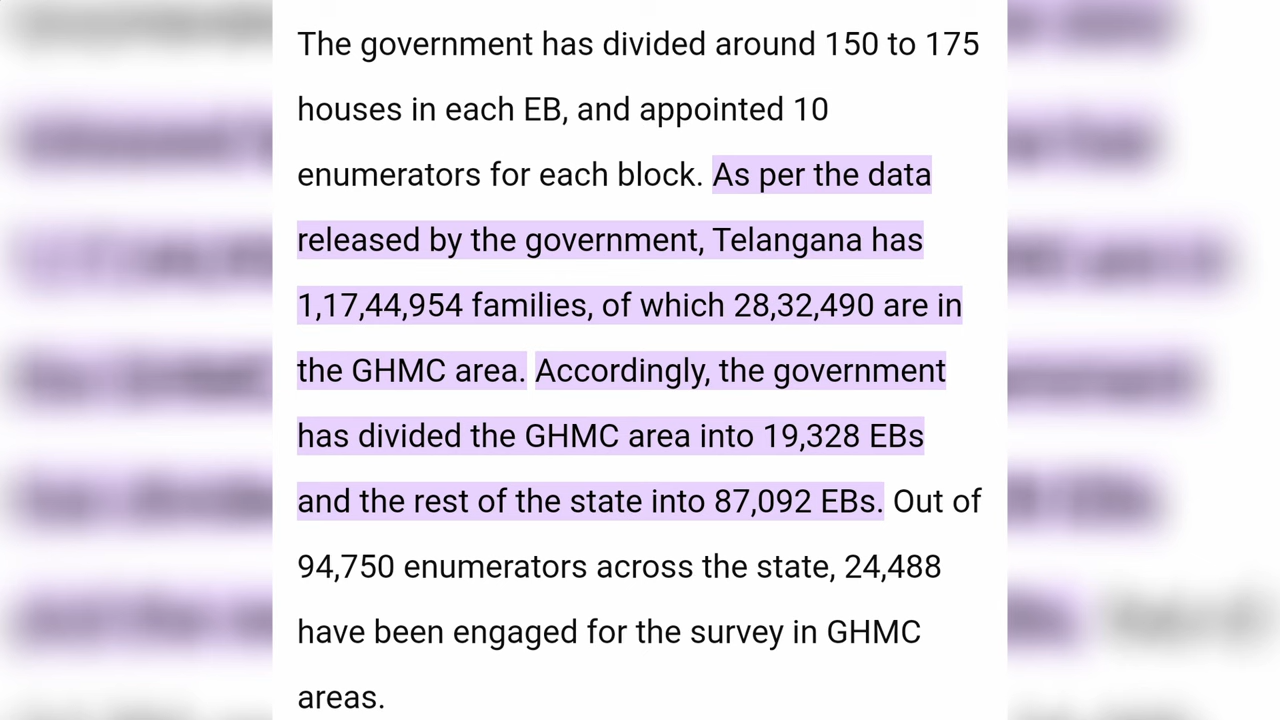 The government has divided around 150 to 175
houses in each EB, and appointed 10
enumerators for each block. As per the data
released by the government, Telangana has
1,17,44,954 families, of which 28,32,490 are in
the GHMC area. Accordingly, the government
has divided the GHMC area into 19,328 EBs
and the rest of the state into 87,092 EBs. Out of
94,750 enumerators across the state, 24,488
have been engaged for the survey in GHMC
areas.